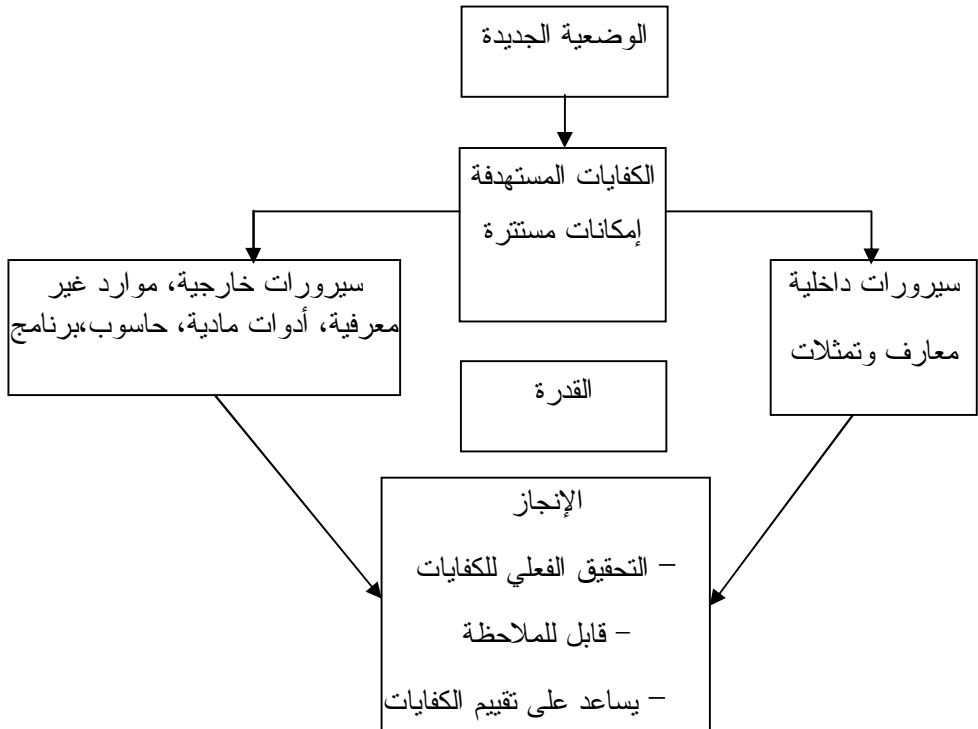 الوضعية الجديدة
الكفايات المستهدفة
إمكانات مستترة
سيرورات داخلية
معارف وتمثلات
سيرورات خارجية، موارد غير
معرفية، أدوات مادية، حاسوب،برنامج
القدرة
الإنجاز
– التحقيق الفعلي للكفايات
– قابل للملاحظة
– يساعد على تقييم الكفايات